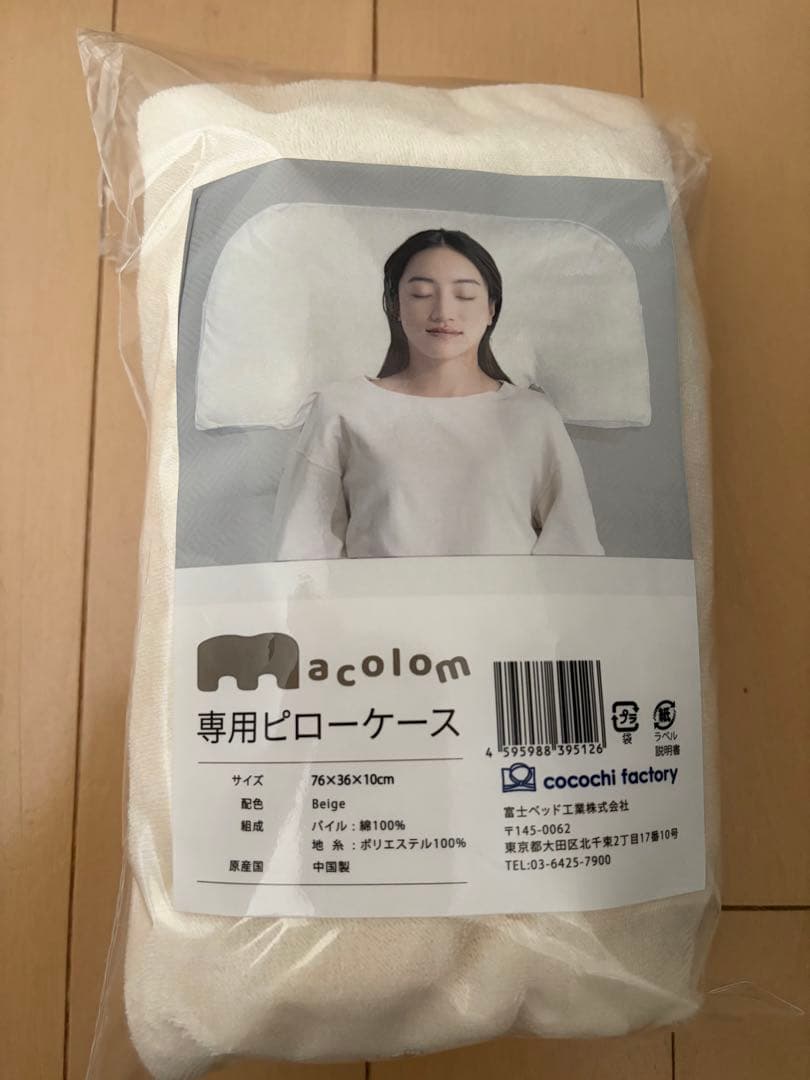 macolom
専用ピローケース
サイズ 76×36×10cm
配色 Beige
組成 パイル：綿100%
地 糸：ポリエステル100%
原産国 中国製
4 595988 395126
プラ
袋
紙
ラベル
説明書
cocochi factory
富士ベッド工業株式会社
〒145-0062
東京都大田区北千束2丁目17番10号
TEL:03-6425-7900